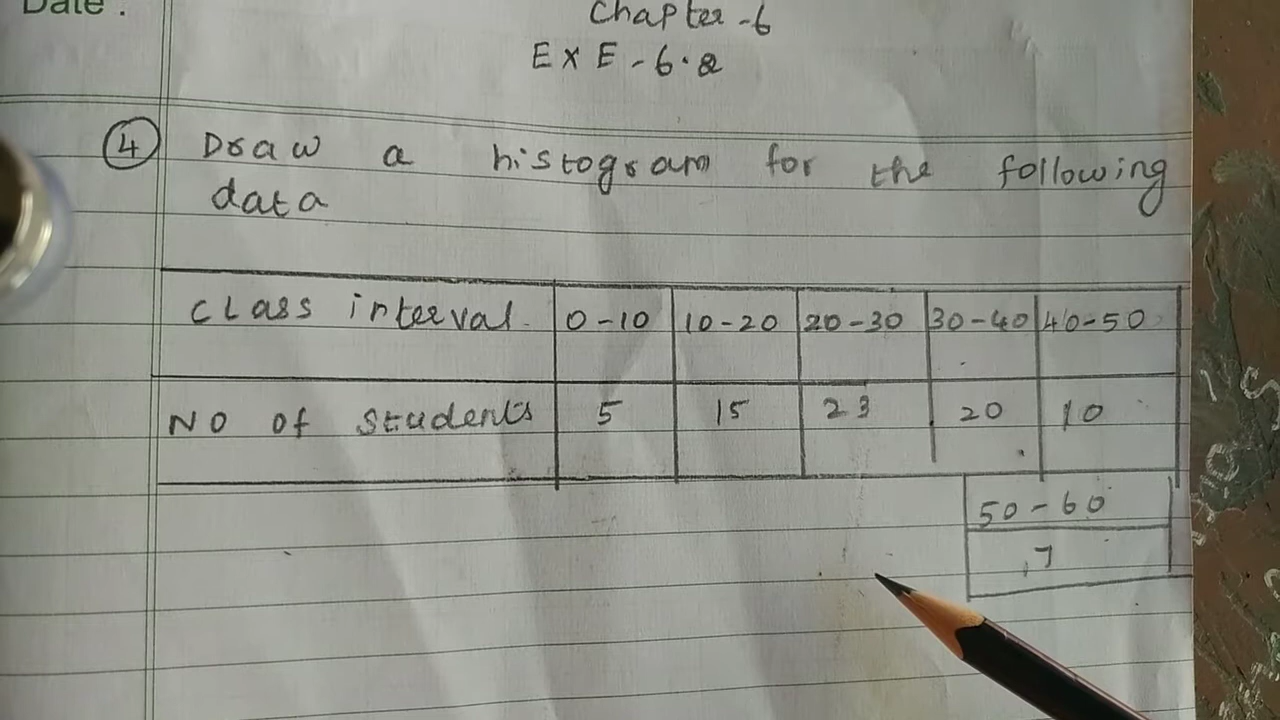 Date :
Chapter-6
EXE-6.2
4 Draw a histogram for the following
data
Class interval 0-10 10-20 20-30 30-40 40-50
NO of students 5 15 23 20 10
50-60
7